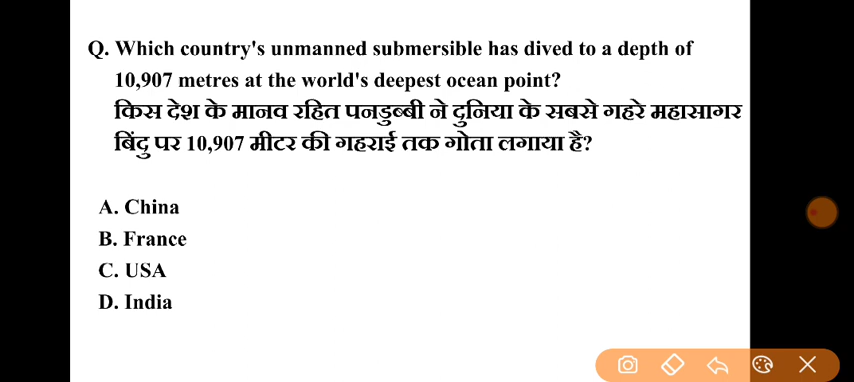 Q. Which country's unmanned submersible has dived to a depth of
10,907 metres at the world's deepest ocean point?
किस देश के मानव रहित पनडुब्बी ने दुनिया के सबसे गहरे महासागर
बिंदु पर 10,907 मीटर की गहराई तक गोता लगाया है?
A. China
B. France
C. USA
D. India